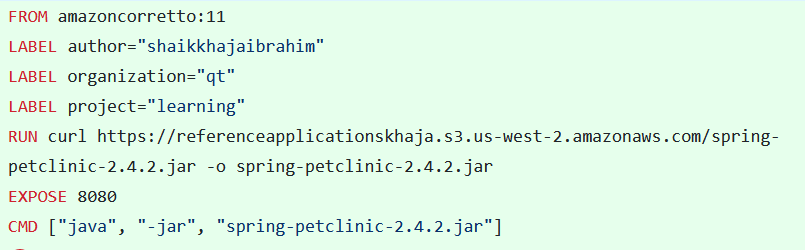 FROM amazoncorretto:11
LABEL author="shaikkhajaibrahim"
LABEL organization="qt"
LABEL project="learning"
RUN curl https://referenceapplicationskhaja.s3.us-west-2.amazonaws.com/spring-
petclinic-2.4.2.jar -o spring-petclinic-2.4.2.jar
EXPOSE 8080
CMD ["java", "-jar", "spring-petclinic-2.4.2.jar"]